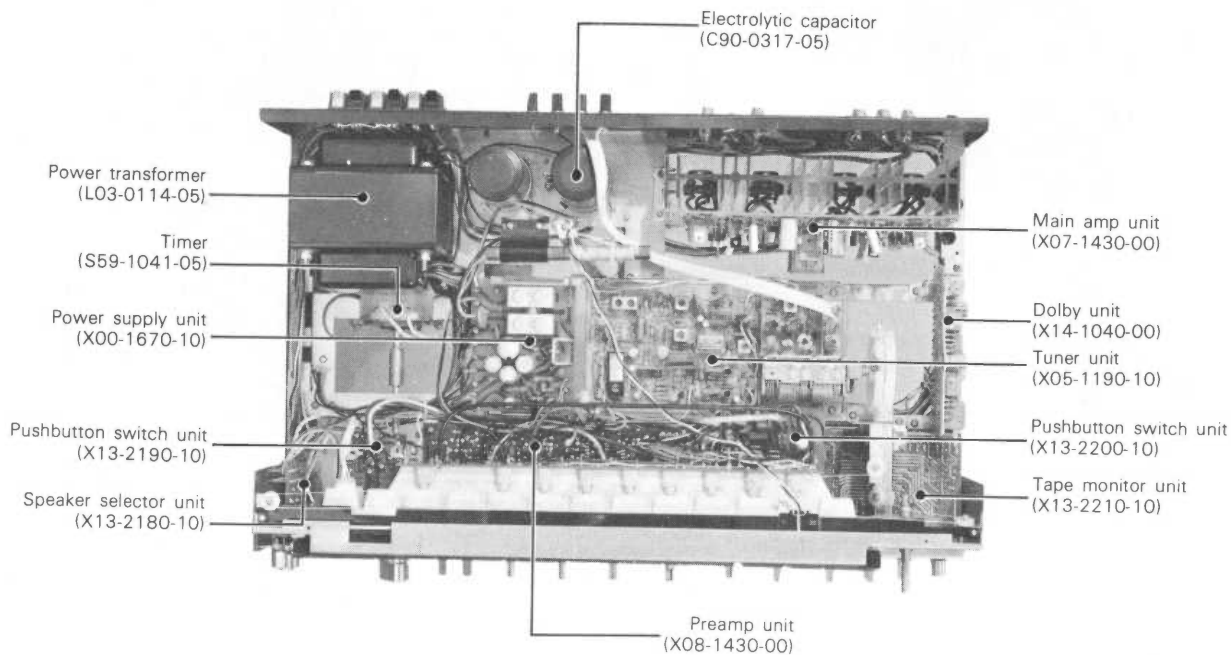 Electrolytic capacitor
(C90-0317-05)
Power transformer
(L03-0114-05)
Timer
(S59-1041-05)
Power supply unit
(X00-1670-10)
Pushbutton switch unit
(X13-2190-10)
Speaker selector unit
(X13-2180-10)
Main amp unit
(X07-1430-00)
Dolby unit
(X14-1040-00)
Tuner unit
(X05-1190-10)
Pushbutton switch unit
(X13-2200-10)
Tape monitor unit
(X13-2210-10)
Preamp unit
(X08-1430-00)